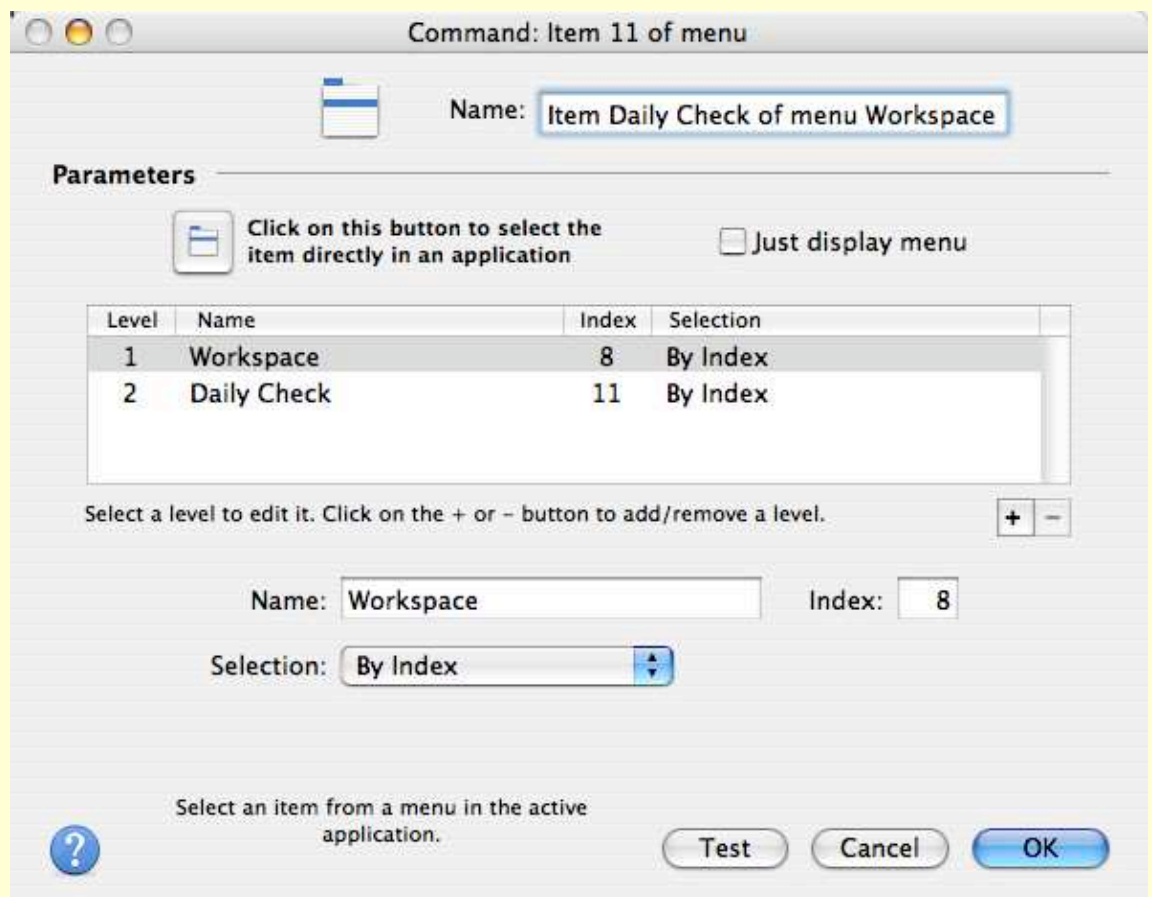 Command: Item 11 of menu
Name: Item Daily Check of menu Workspace
Parameters
Click on this button to select the
item directly in an application
Just display menu
Level Name Index Selection
1 Workspace 8 By Index
2 Daily Check 11 By Index
Select a level to edit it. Click on the + or – button to add/remove a level.
+ –
Name: Workspace Index: 8
Selection: By Index
Select an item from a menu in the active
application.
? Test Cancel OK